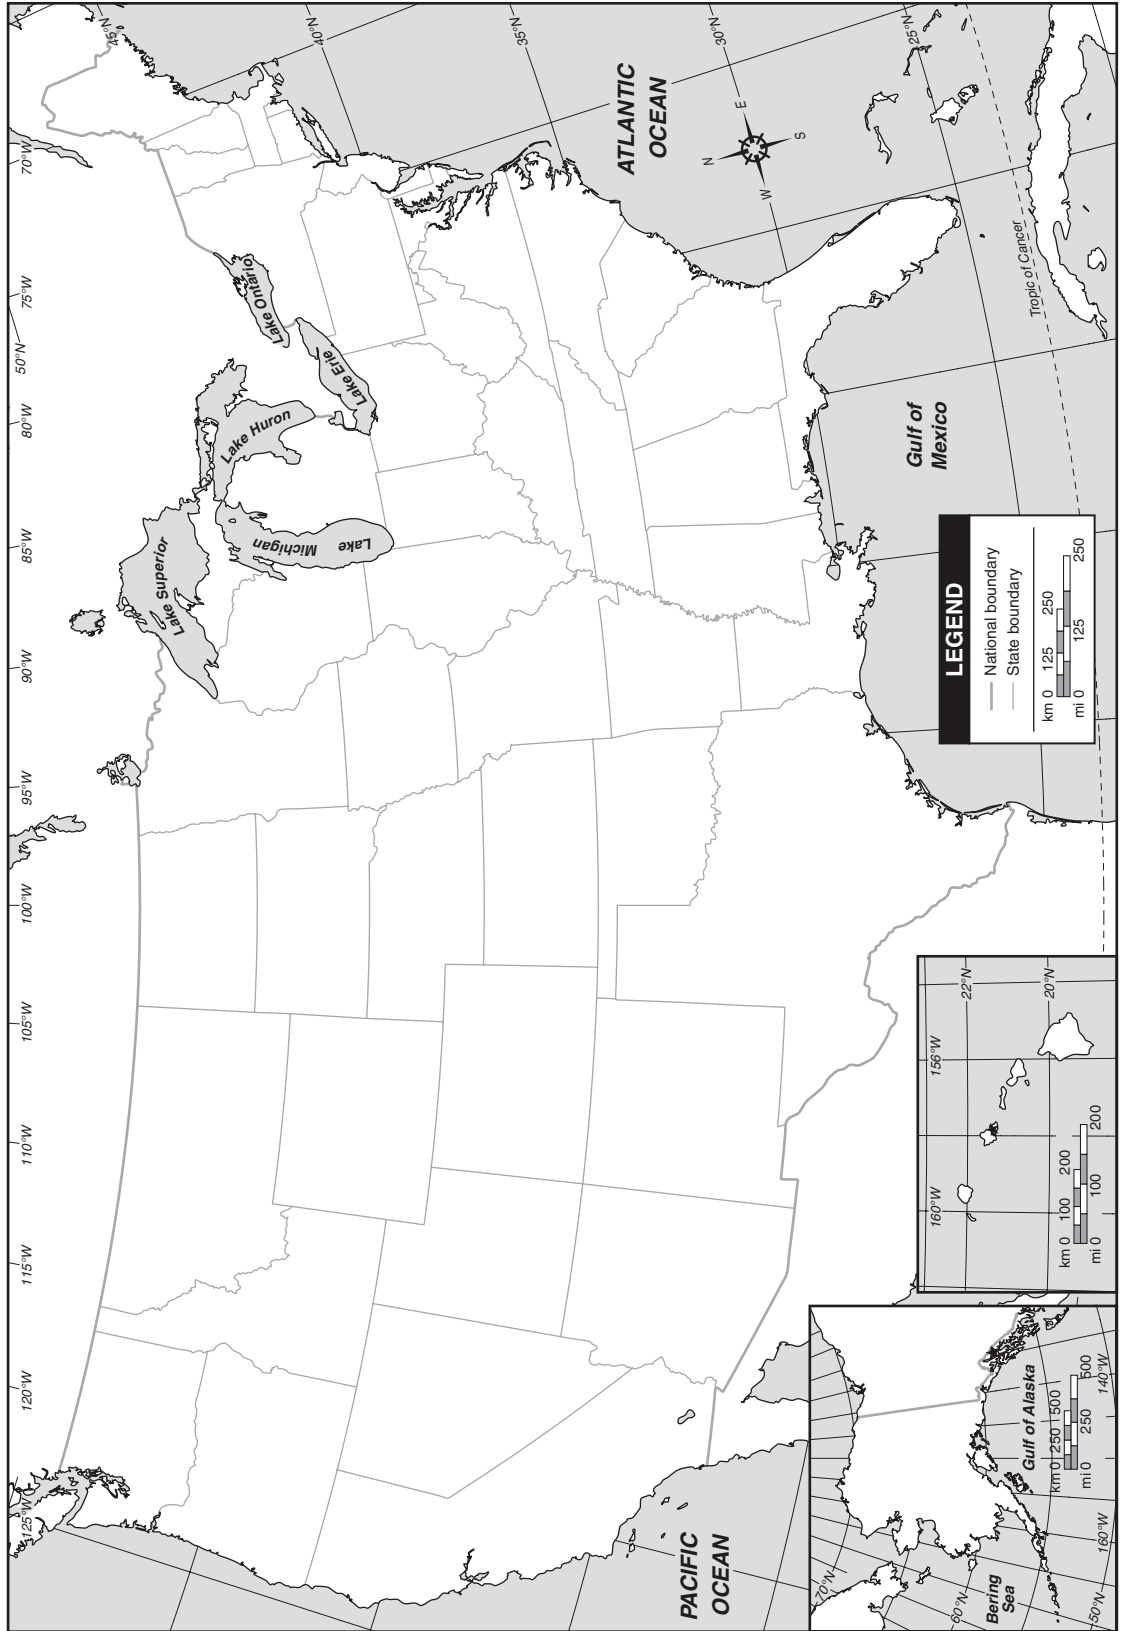 50°N
45°N
40°N
35°N
30°N
25°N
70°W
75°W
80°W
85°W
90°W
95°W
100°W
105°W
110°W
115°W
120°W
125°W
Lake Superior
Lake
Michigan
Lake Huron
Lake Erie
Lake Ontario
ATLANTIC
OCEAN
N
E
S
W
Gulf of
Mexico
Tropic of Cancer
PACIFIC
OCEAN
LEGEND
National boundary
State boundary
km 0 125 250
mi 0 125 250
22°N
20°N
160°W
156°W
km 0 100 200
mi 0 100 200
70°N
60°N
50°N
Bering
Sea
Gulf of Alaska
km 0 250 500
mi 0 250 500
160°W
140°W